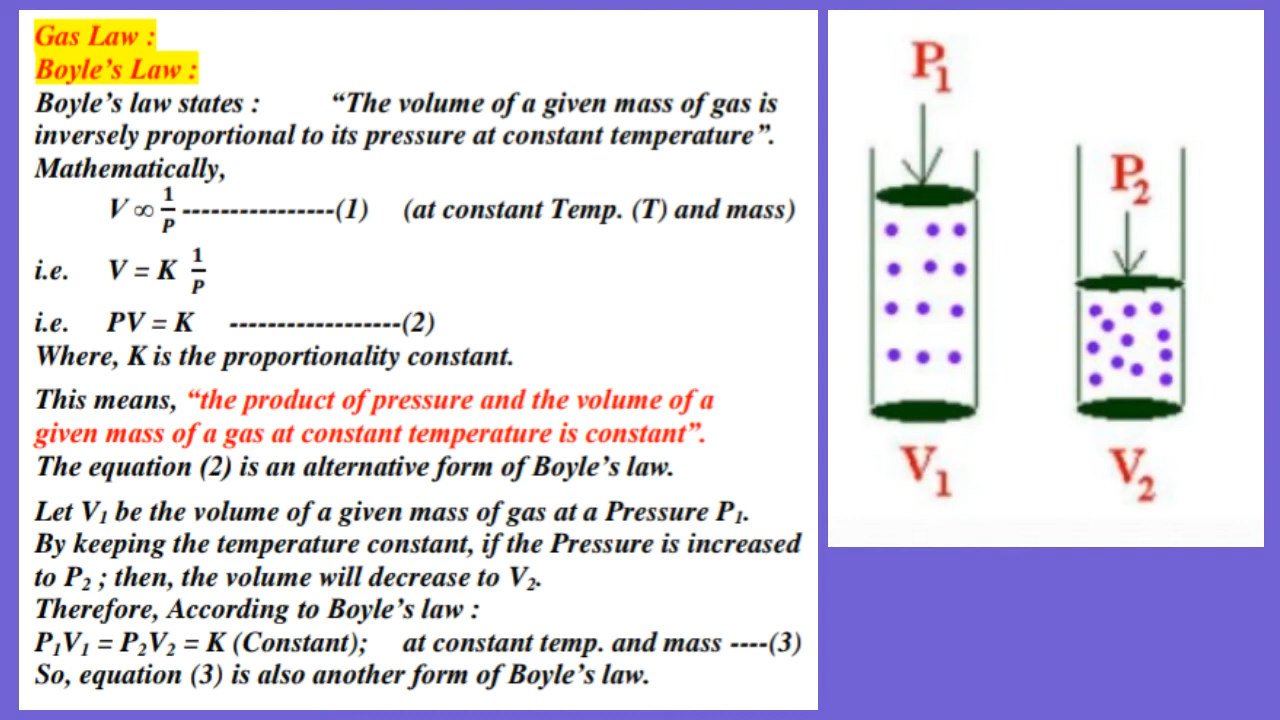 Gas Law :
Boyle's Law :
Boyle's law states : "The volume of a given mass of gas is
inversely proportional to its pressure at constant temperature".
Mathematically,
V ∞ 1/P ----------------(1) (at constant Temp. (T) and mass)
i.e. V = K 1/P
i.e. PV = K ------------------(2)
Where, K is the proportionality constant.
This means, "the product of pressure and the volume of a
given mass of a gas at constant temperature is constant".
The equation (2) is an alternative form of Boyle's law.
Let V₁ be the volume of a given mass of gas at a Pressure P₁.
By keeping the temperature constant, if the Pressure is increased
to P₂ ; then, the volume will decrease to V₂.
Therefore, According to Boyle's law :
P₁V₁ = P₂V₂ = K (Constant); at constant temp. and mass ----(3)
So, equation (3) is also another form of Boyle's law.
P₁
P₂
V₁
V₂